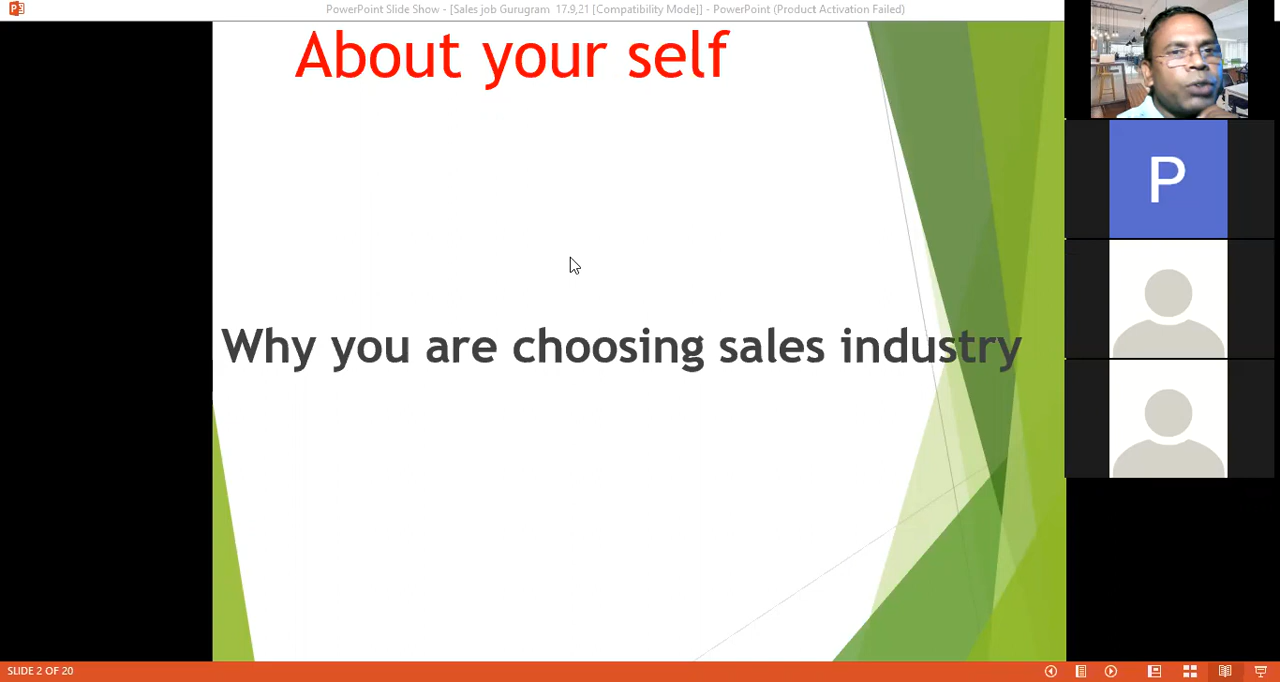 PowerPoint Slide Show - [Sales job Gurugram  17.9,21 [Compatibility Mode]] - PowerPoint (Product Activation Failed)
About your self
P
Why you are choosing sales industry
SLIDE 2 OF 20